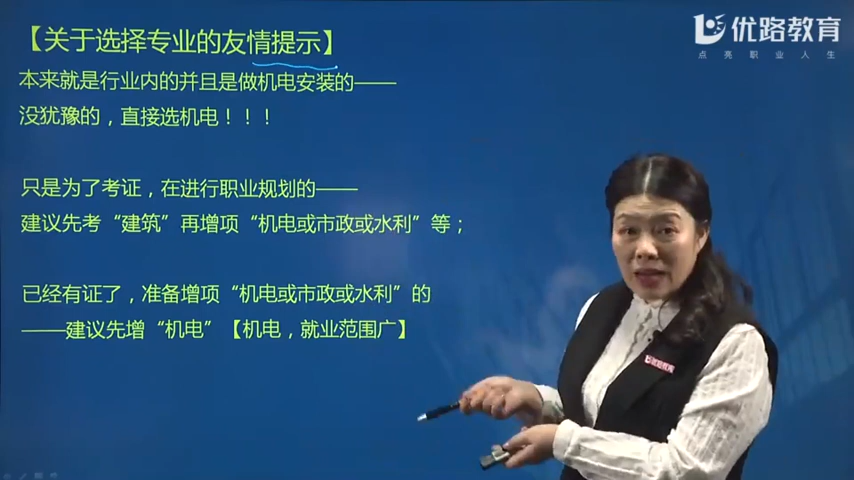 【关于选择专业的友情提示】
本来就是行业内的并且是做机电安装的——
没犹豫的，直接选机电！！！
只是为了考证，在进行职业规划的——
建议先考“建筑”再增项“机电或市政或水利”等；
已经有证了，准备增项“机电或市政或水利”的
——建议先增“机电”【机电，就业范围广】
优路教育
点亮职业人生
优路教育